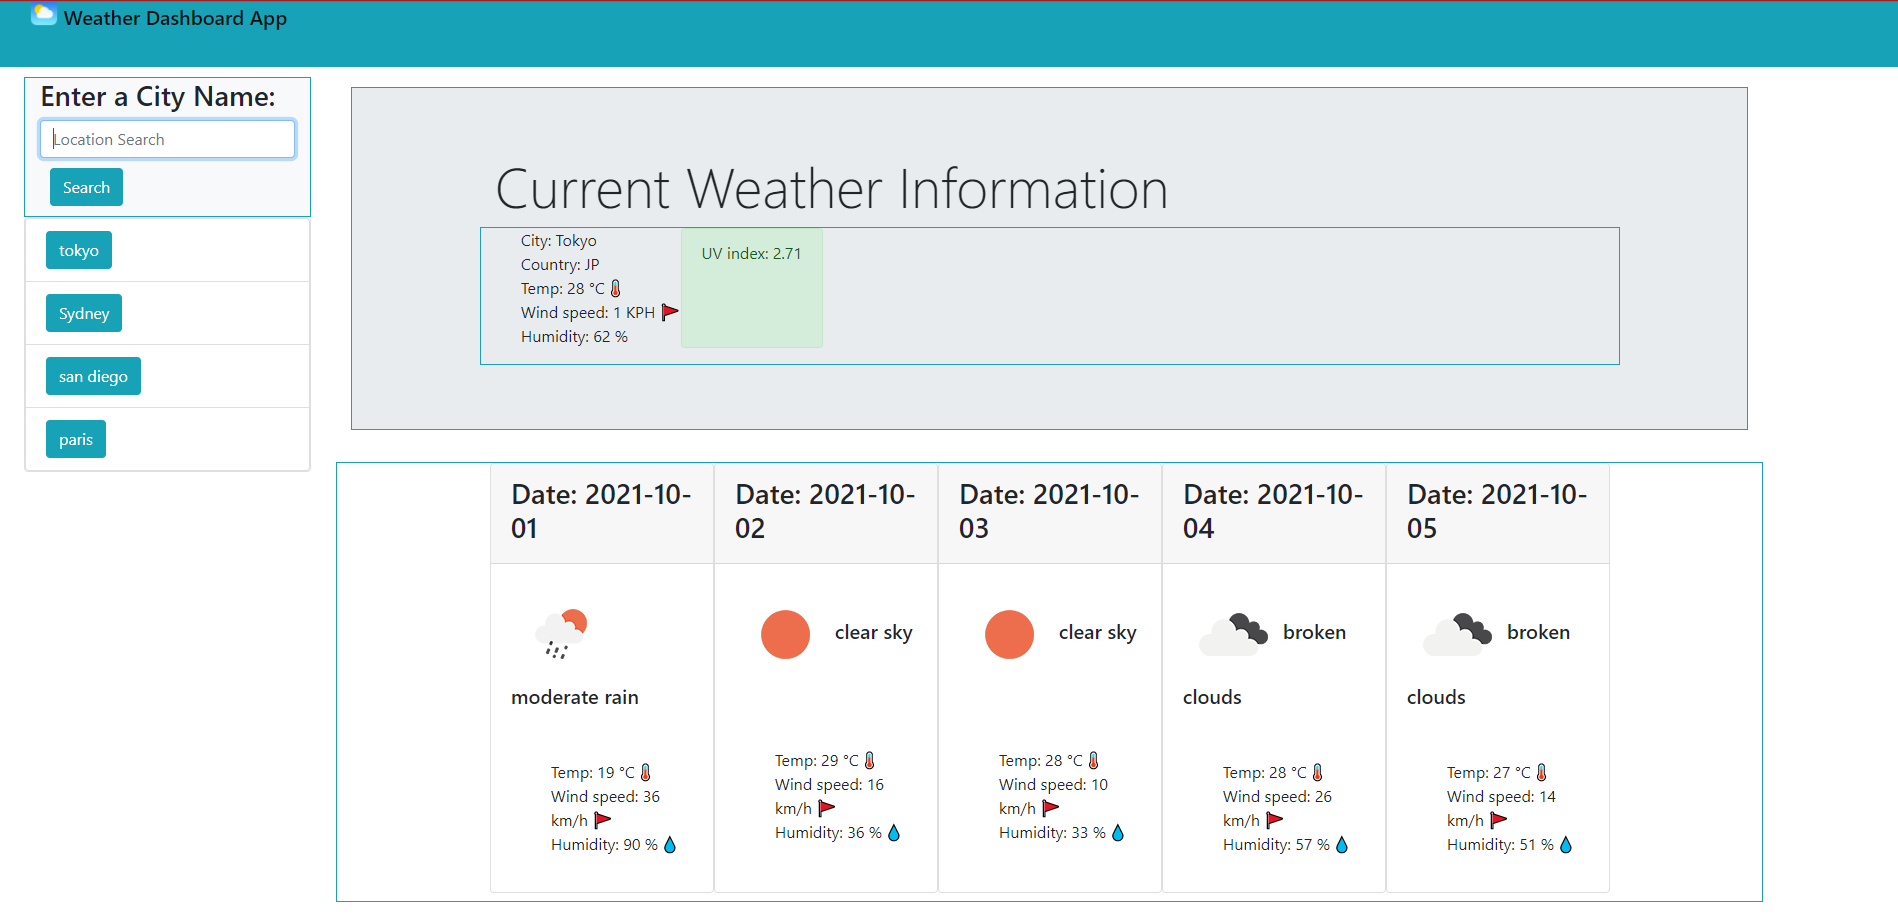 Weather Dashboard App
Enter a City Name:
Location Search
Search
tokyo
Sydney
san diego
paris
Current Weather Information
City: Tokyo
Country: JP
Temp: 28 °C
Wind speed: 1 KPH
Humidity: 62 %
UV index: 2.71
Date: 2021-10-
01
moderate rain
Temp: 19 °C
Wind speed: 36
km/h
Humidity: 90 %
Date: 2021-10-
02
clear sky
Temp: 29 °C
Wind speed: 16
km/h
Humidity: 36 %
Date: 2021-10-
03
clear sky
Temp: 28 °C
Wind speed: 10
km/h
Humidity: 33 %
Date: 2021-10-
04
broken
clouds
Temp: 28 °C
Wind speed: 26
km/h
Humidity: 57 %
Date: 2021-10-
05
broken
clouds
Temp: 27 °C
Wind speed: 14
km/h
Humidity: 51 %